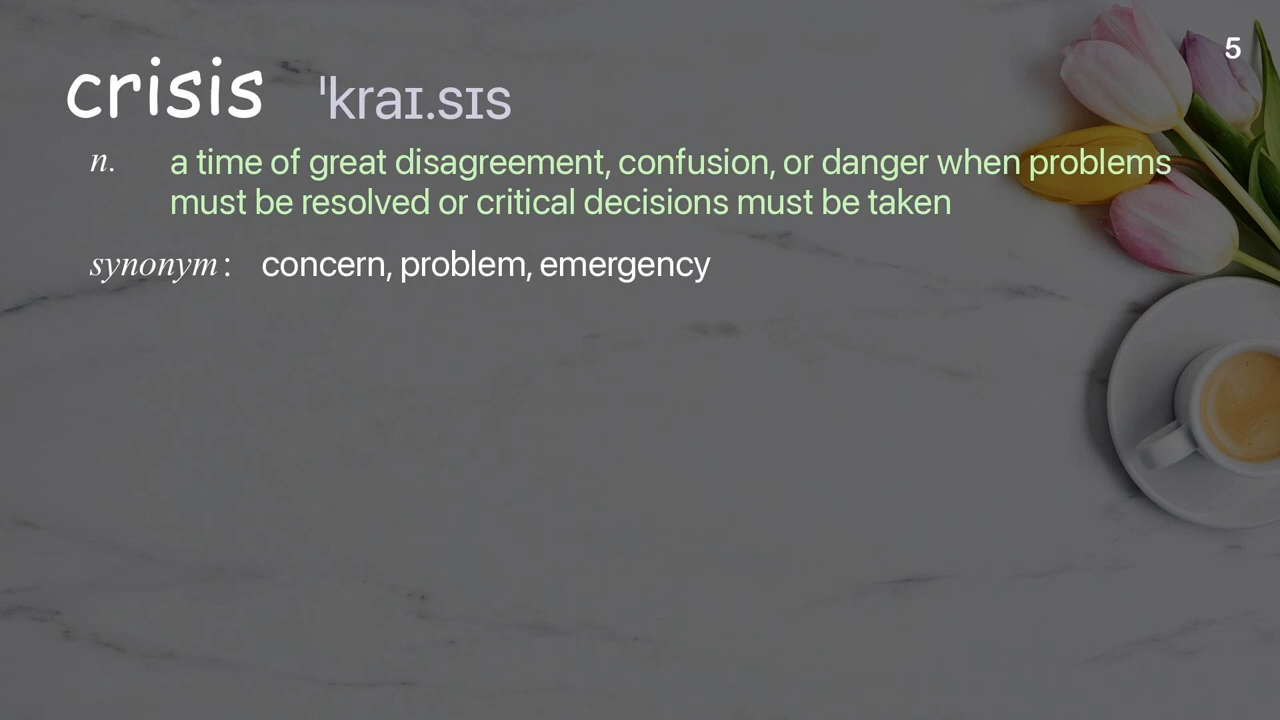 5
crisis ˈkraɪ.sɪs
n. a time of great disagreement, confusion, or danger when problems
must be resolved or critical decisions must be taken
synonym: concern, problem, emergency